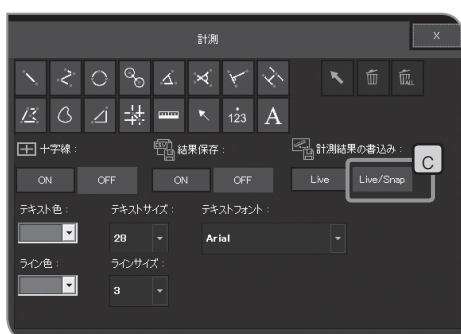 計測
X
123 A
ALL
十字線 : 結果保存 : 計測結果の書込み :
CSV
C
ON OFF ON OFF Live Live/Snap
テキスト色 : テキストサイズ : テキストフォント :
28 Arial
ライン色 : ラインサイズ :
3